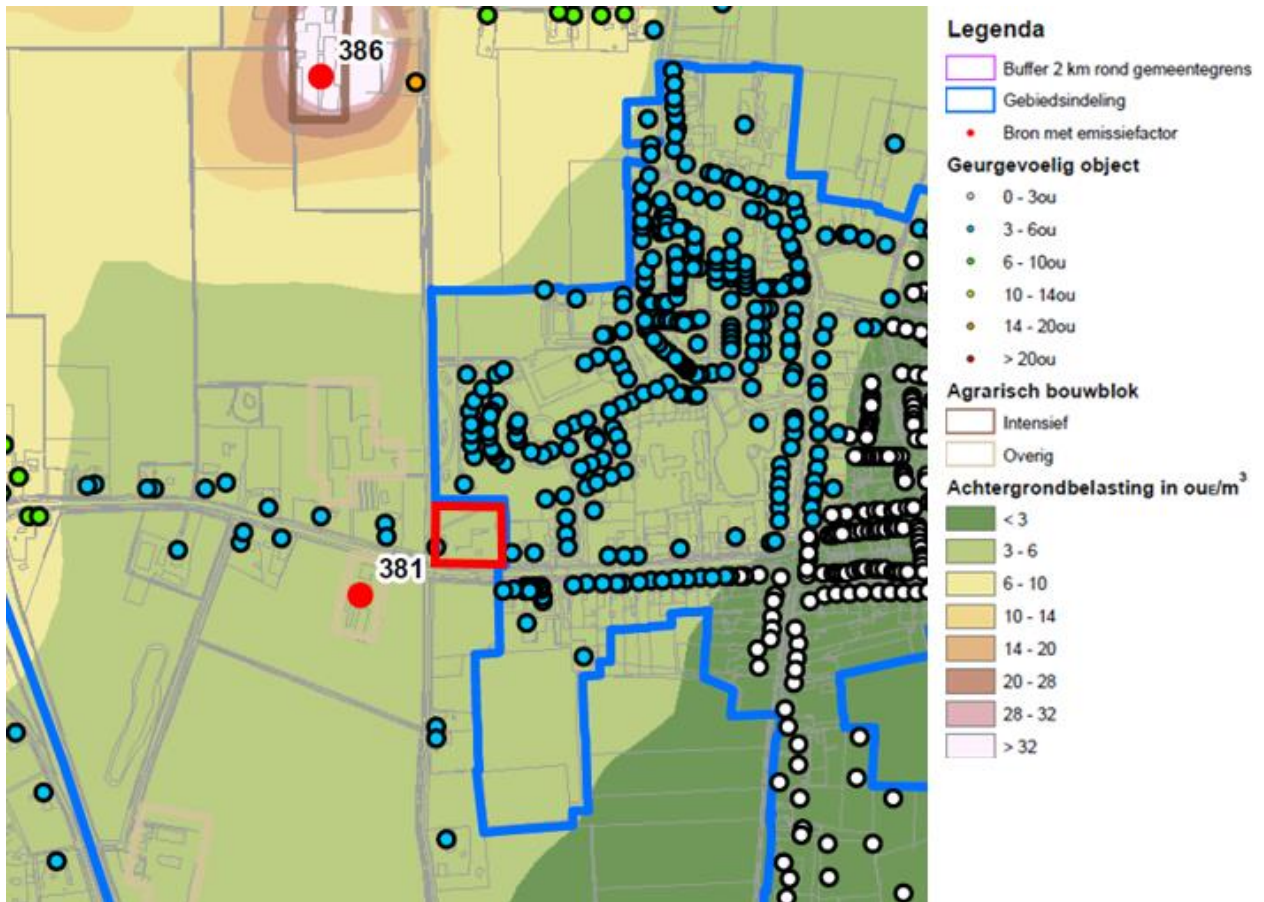 386
381
Legenda
Buffer 2 km rond gemeentegrens
Gebiedsindeling
Bron met emissiefactor
Geurgevoelig object
0 - 3ou
3 - 6ou
6 - 10ou
10 - 14ou
14 - 20ou
> 20ou
Agrarisch bouwblok
Intensief
Overig
Achtergrondbelasting in ouᴇ/m³
< 3
3 - 6
6 - 10
10 - 14
14 - 20
20 - 28
28 - 32
> 32